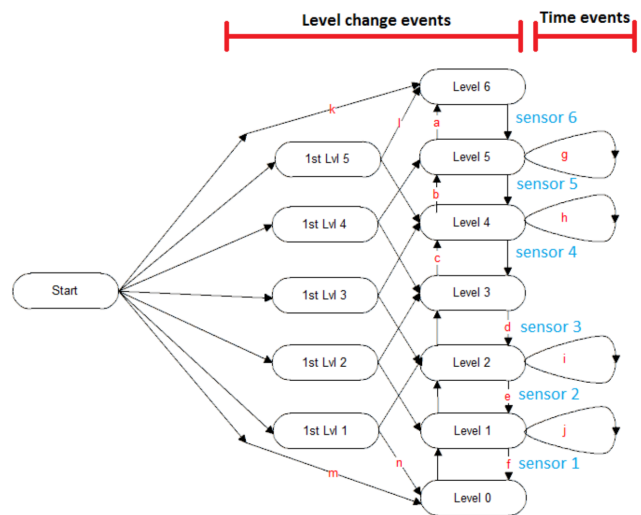 Level change events
Time events
Level 6
k
l
a
sensor 6
1st Lvl 5
Level 5
g
sensor 5
b
1st Lvl 4
Level 4
h
sensor 4
c
Start
1st Lvl 3
Level 3
d
sensor 3
1st Lvl 2
Level 2
i
e
sensor 2
1st Lvl 1
Level 1
j
m
n
f
sensor 1
Level 0